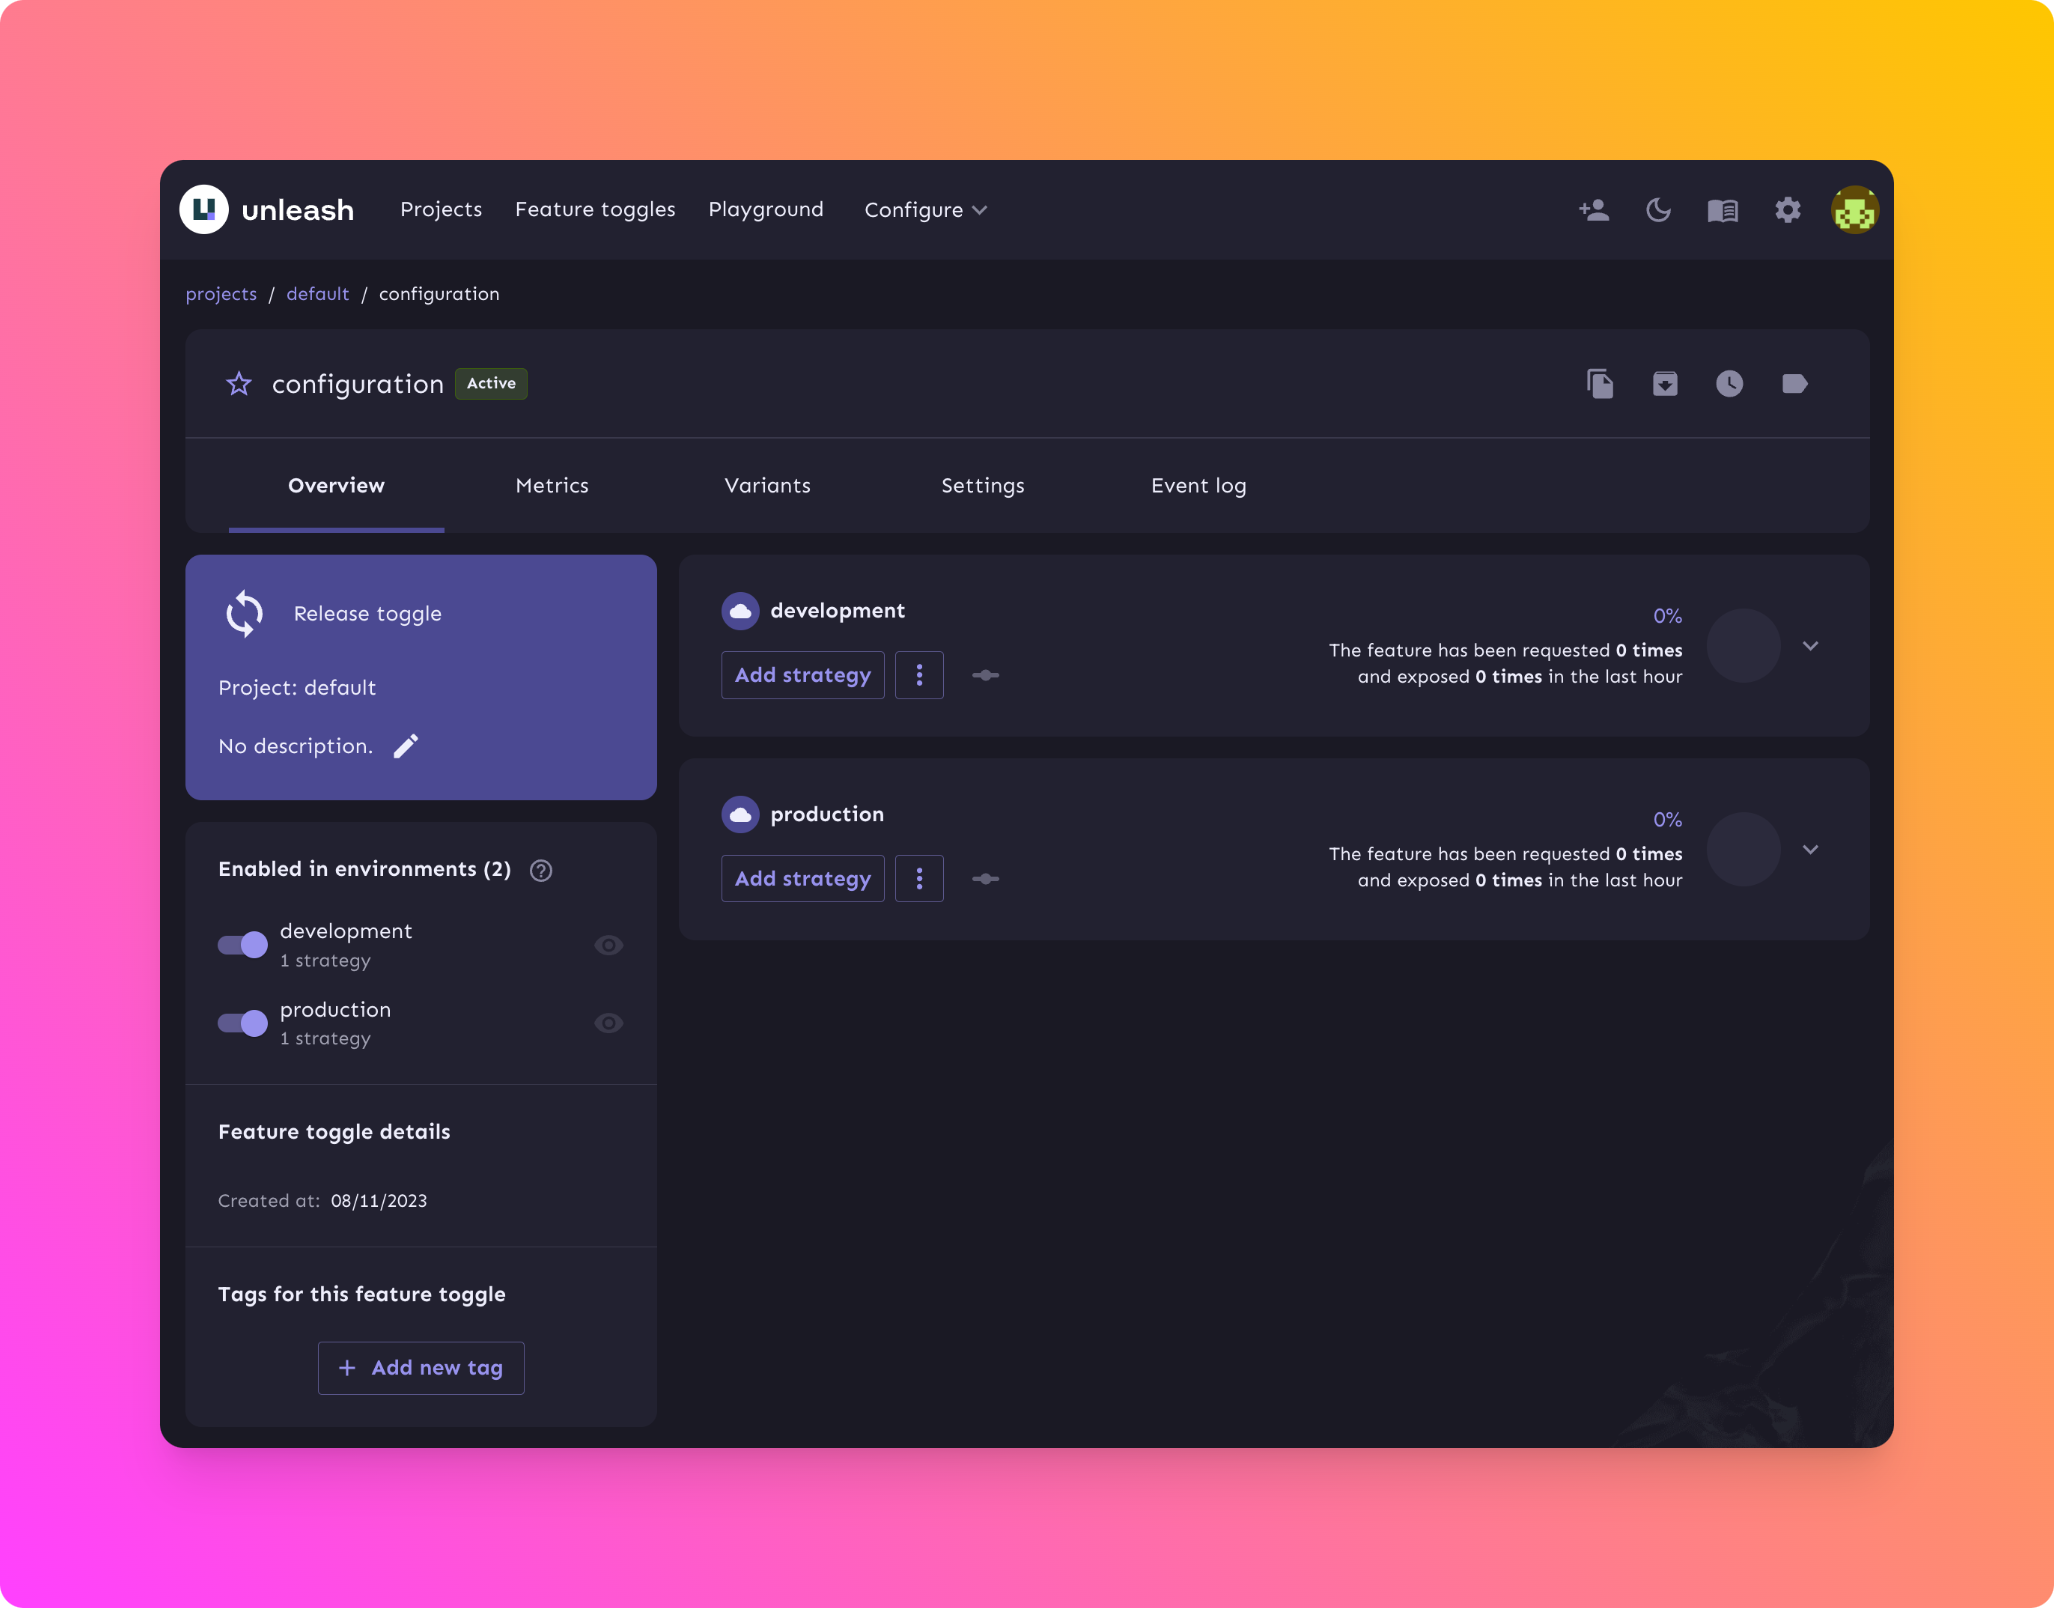 unleash Projects Feature toggles Playground Configure
projects / default / configuration
configuration Active
Overview Metrics Variants Settings Event log
Release toggle
Project: default
No description.
Enabled in environments (2)
development
1 strategy
production
1 strategy
Feature toggle details
Created at: 08/11/2023
Tags for this feature toggle
+ Add new tag
development
Add strategy
0%
The feature has been requested 0 times
and exposed 0 times in the last hour
production
Add strategy
0%
The feature has been requested 0 times
and exposed 0 times in the last hour